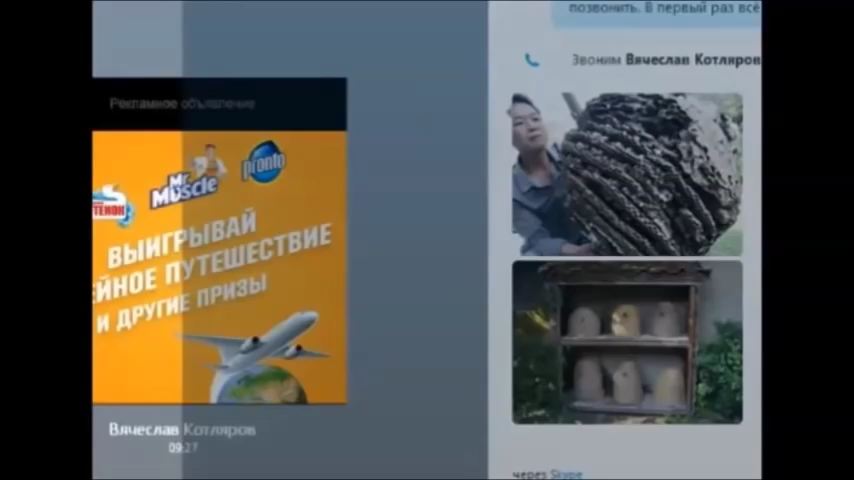 позвонить. В первый раз всё
Звоним Вячеслав Котляров
Рекламное объявление
Mr Muscle
pronto
ТЕНОК
ВЫИГРЫВАЙ
ЕЙНОЕ ПУТЕШЕСТВИЕ
И ДРУГИЕ ПРИЗЫ
Вячеслав Котляров
09:27
через Skype